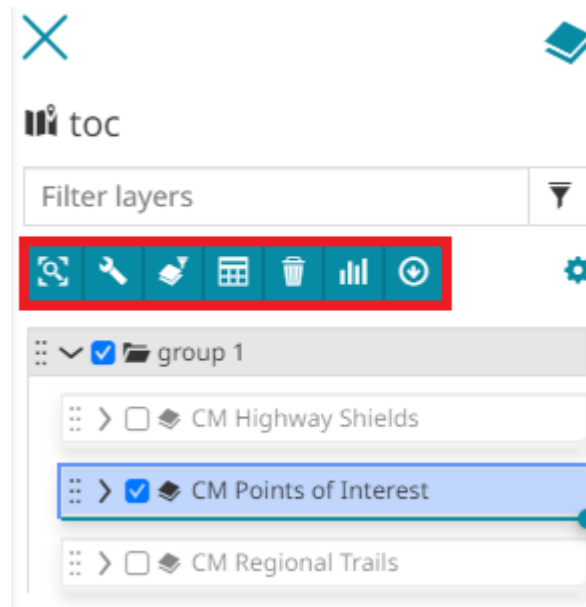 toc
Filter layers
group 1
CM Highway Shields
CM Points of Interest
CM Regional Trails